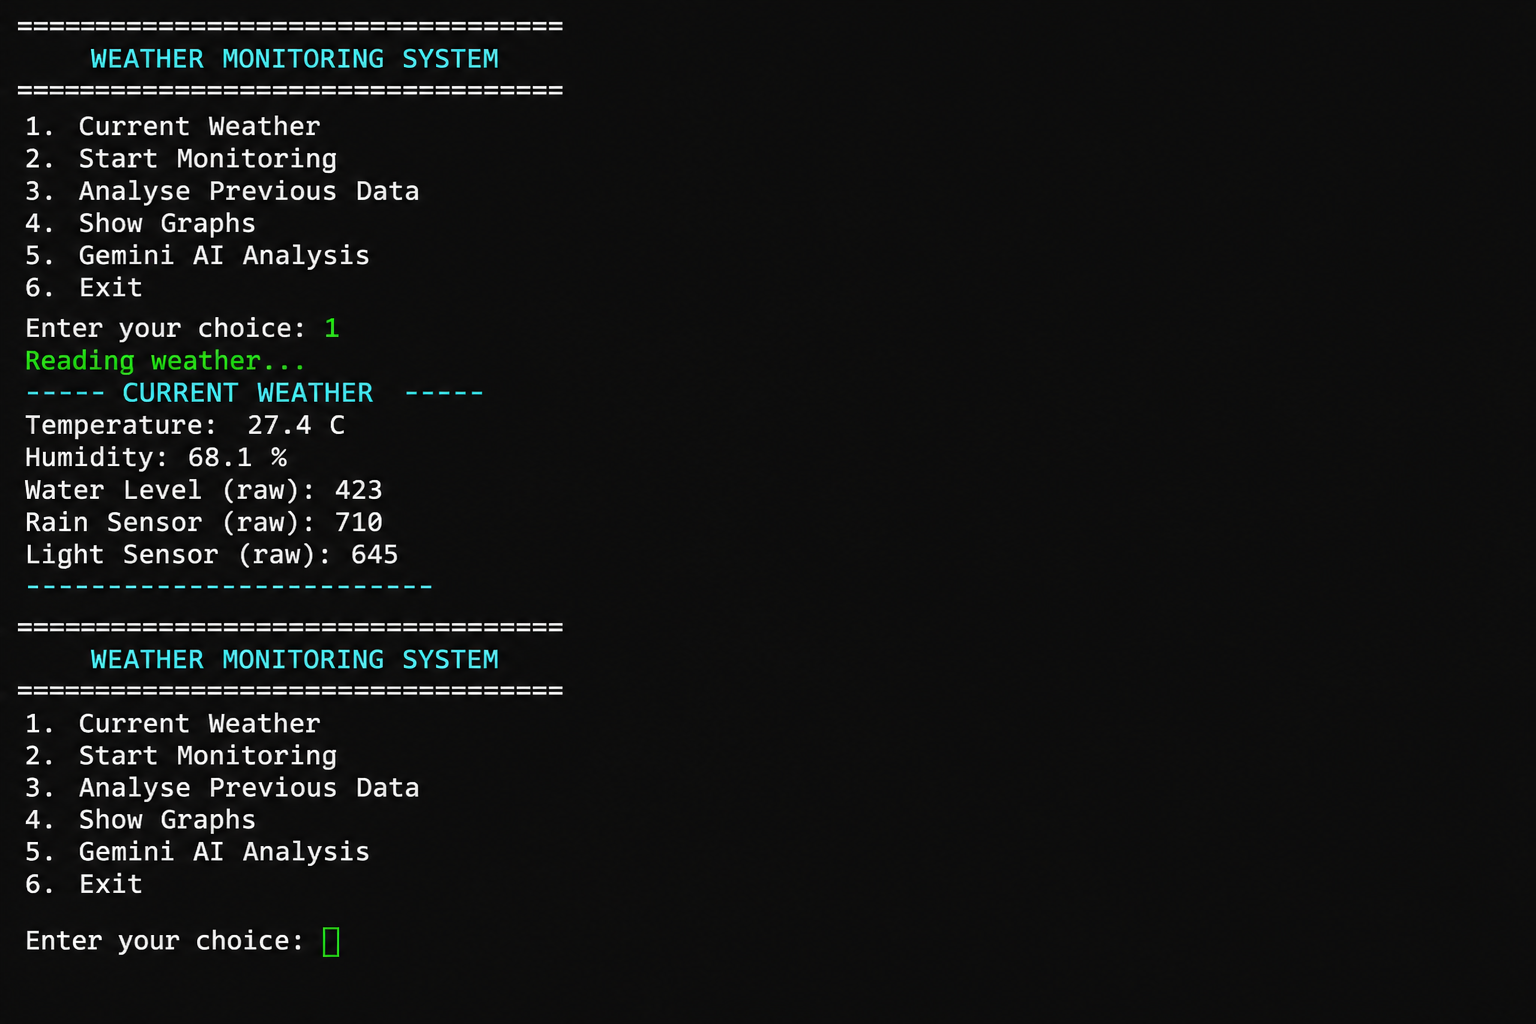 ==================================
WEATHER MONITORING SYSTEM
==================================
1. Current Weather
2. Start Monitoring
3. Analyse Previous Data
4. Show Graphs
5. Gemini AI Analysis
6. Exit
Enter your choice: 1
Reading weather...
----- CURRENT WEATHER -----
Temperature: 27.4 C
Humidity: 68.1 %
Water Level (raw): 423
Rain Sensor (raw): 710
Light Sensor (raw): 645
-------------------------
==================================
WEATHER MONITORING SYSTEM
==================================
1. Current Weather
2. Start Monitoring
3. Analyse Previous Data
4. Show Graphs
5. Gemini AI Analysis
6. Exit
Enter your choice: